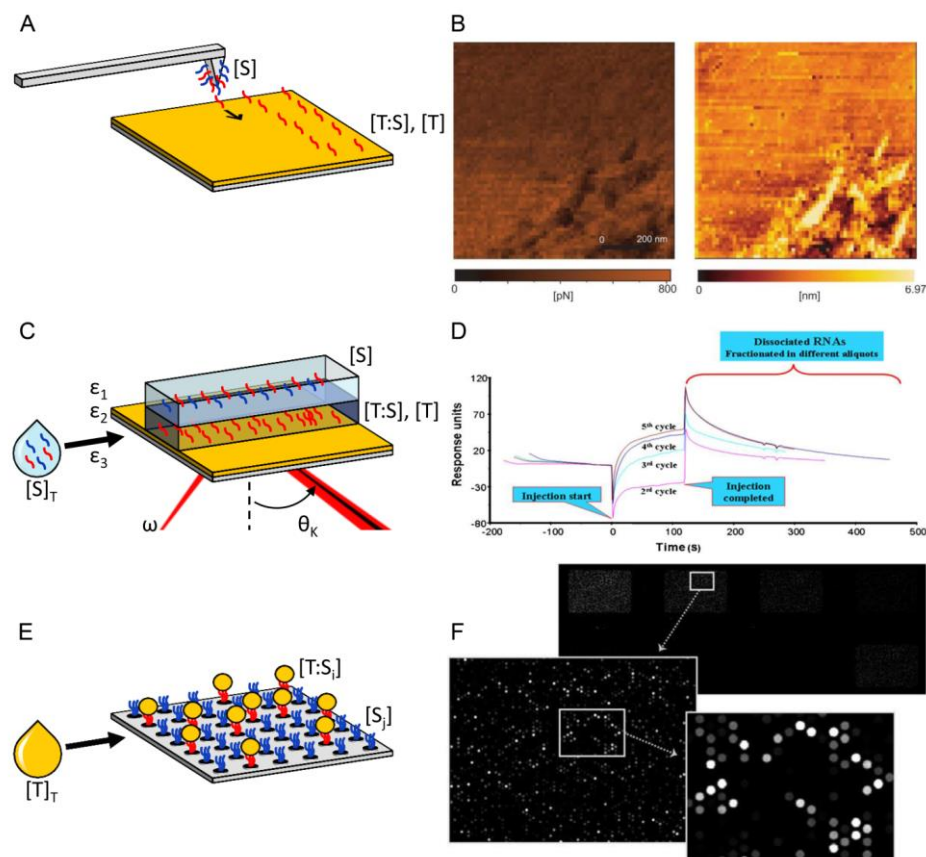 A
[S]
[T:S], [T]
B
0 200 nm
0 800
[pN]
0 6.97
[nm]
C
[S]
ε1
ε2
[T:S], [T]
ε3
[S]T
ω
θK
D
Dissociated RNAs
Fractionated in different aliquots
Response units
120
70
20
-30
-80
5th cycle
4th cycle
3rd cycle
2nd cycle
Injection start
Injection
completed
-200 -100 0 100 200 300 400 500
Time (s)
E
[T:Si]
[Sj]
[T]T
F